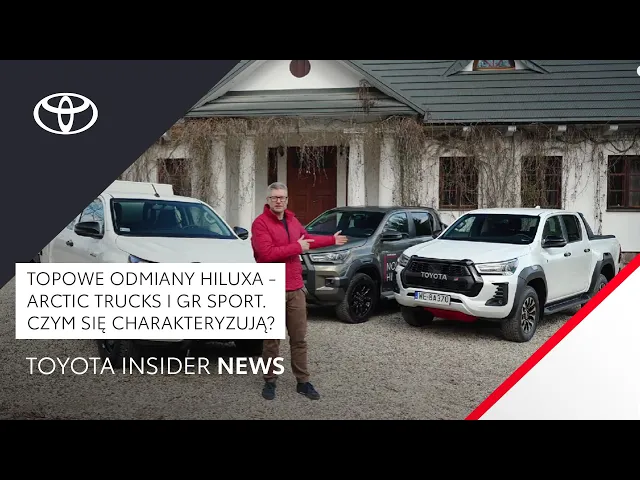 TOPOWE ODMIANY HILUXA –
ARCTIC TRUCKS I GR SPORT.
CZYM SIĘ CHARAKTERYZUJĄ?
TOYOTA INSIDER NEWS
TOYOTA